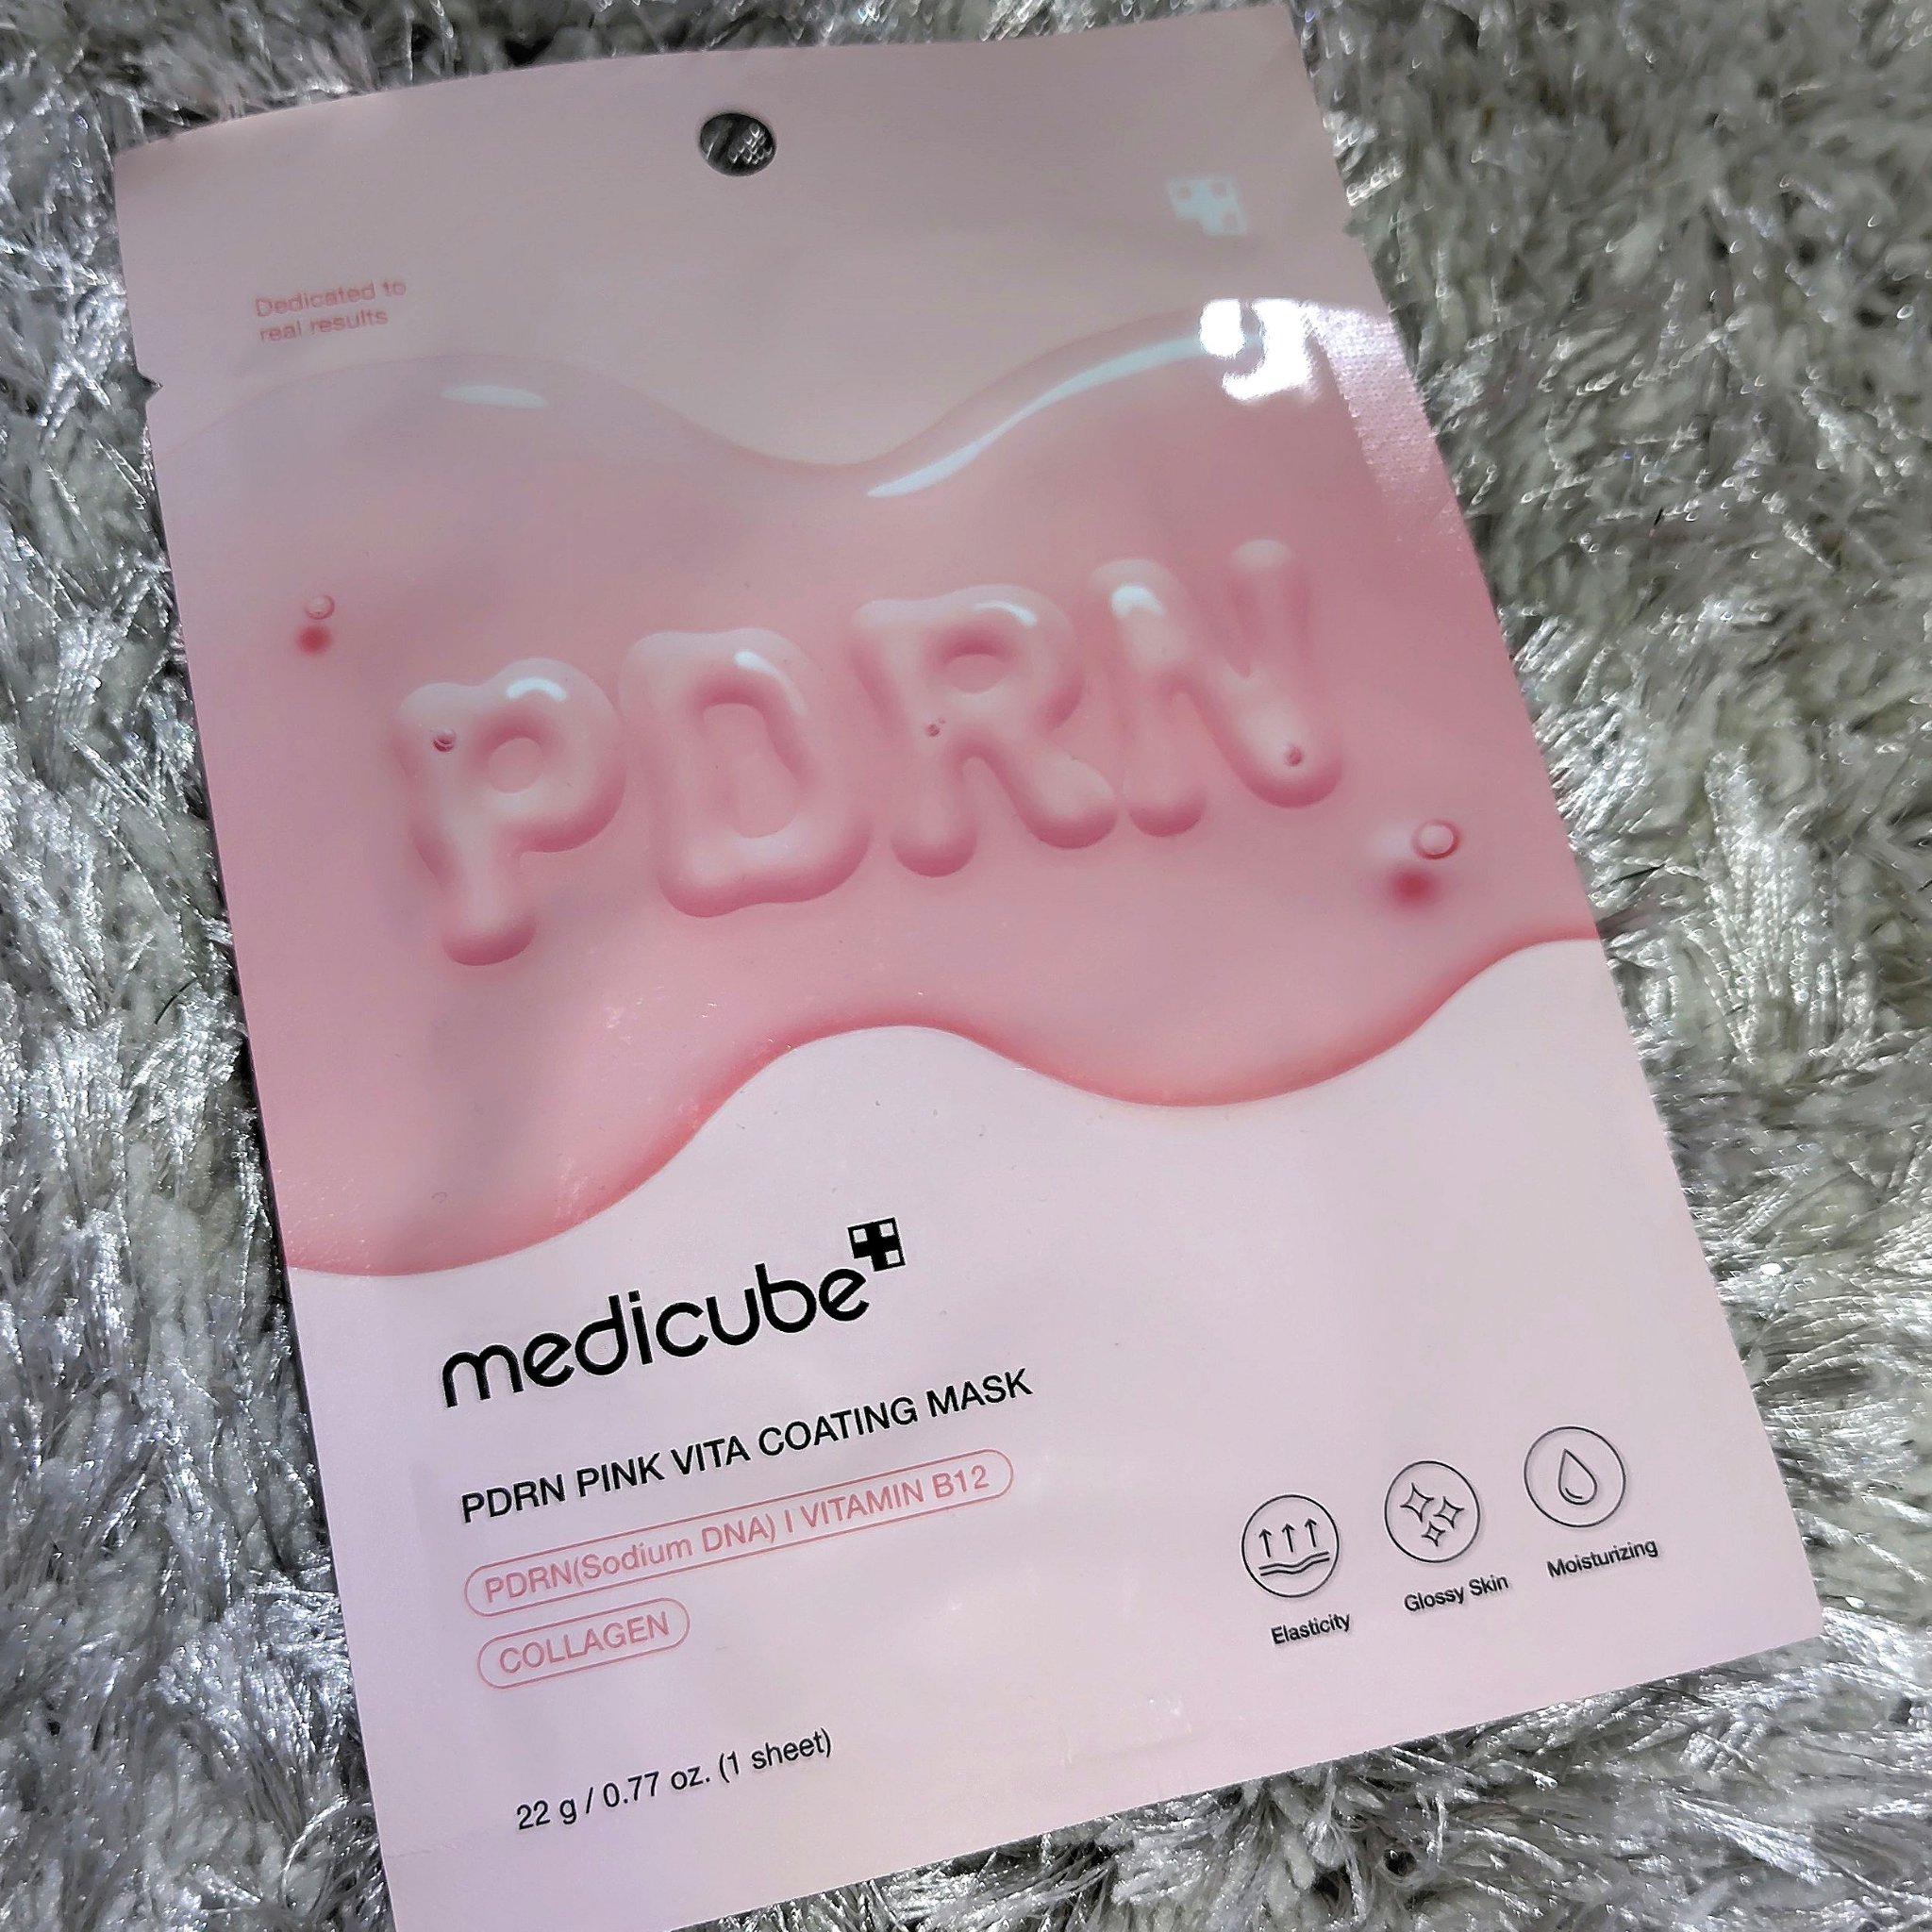 Dedicated to
real results
PDRN
medicube
PDRN PINK VITA COATING MASK
PDRN(Sodium DNA) I VITAMIN B12
COLLAGEN
Elasticity
Glossy Skin
Moisturizing
22 g / 0.77 oz. (1 sheet)